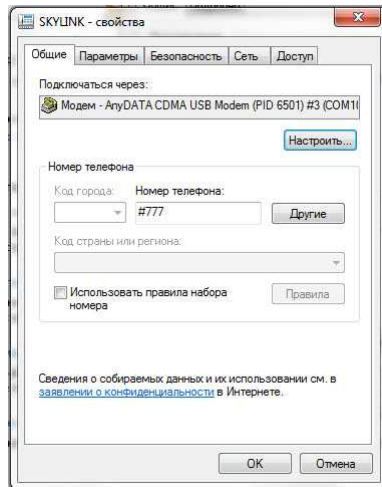 SKYLINK - свойства
Общие Параметры Безопасность Сеть Доступ
Подключаться через:
Модем - AnyDATA CDMA USB Modem (PID 6501) #3 (COM1
Настроить...
Номер телефона
Код города: Номер телефона:
#777 Другие
Код страны или региона:
Использовать правила набора
номера
Правила
Сведения о собираемых данных и их использовании см. в
заявлении о конфиденциальности в Интернете.
OK Отмена